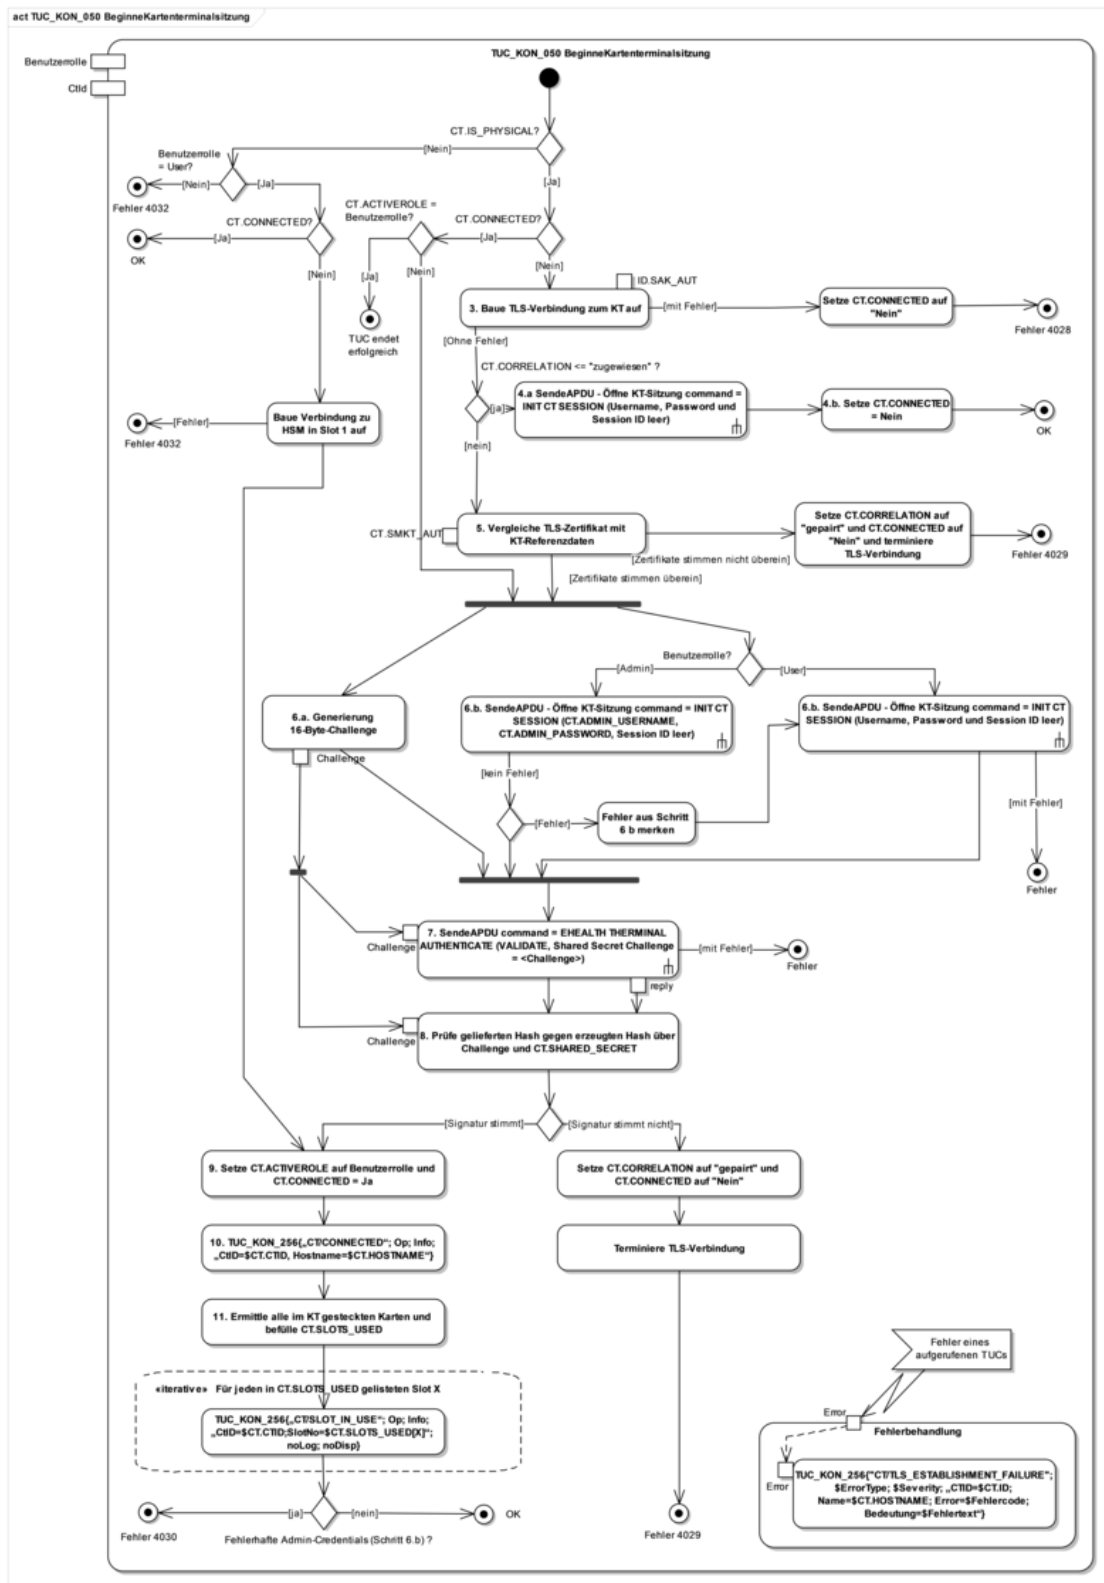 act TUC_KON_050 BeginneKartenterminalsitzung
TUC_KON_050 BeginneKartenterminalsitzung
Benutzerrolle
CtId
CT.IS_PHYSICAL?
[Nein]
[Ja]
Benutzerrolle
= User?
[Nein]
[Ja]
Fehler 4032
CT.CONNECTED?
[Ja]
OK
[Nein]
CT.ACTIVEROLE =
Benutzerrolle?
CT.CONNECTED?
[Ja]
[Nein]
[Ja]
[Nein]
TUC endet
erfolgreich
ID.SAK_AUT
3. Baue TLS-Verbindung zum KT auf
[mit Fehler]
Setze CT.CONNECTED auf
"Nein"
Fehler 4028
[Ohne Fehler]
CT.CORRELATION <= "zugewiesen" ?
[ja]
4.a SendeAPDU - Öffne KT-Sitzung command =
INIT CT SESSION (Username, Password und
Session ID leer)
4.b. Setze CT.CONNECTED
= Nein
OK
[nein]
Baue Verbindung zu
HSM in Slot 1 auf
[Fehler]
Fehler 4032
CT.SMKT_AUT
5. Vergleiche TLS-Zertifikat mit
KT-Referenzdaten
[Zertifikate stimmen nicht überein]
Setze CT.CORRELATION auf
"gepairt" und CT.CONNECTED auf
"Nein" und terminiere
TLS-Verbindung
Fehler 4029
[Zertifikate stimmen überein]
Benutzerrolle?
[Admin]
[User]
6.a. Generierung
16-Byte-Challenge
Challenge
6.b. SendeAPDU - Öffne KT-Sitzung command = INIT CT
SESSION (CT.ADMIN_USERNAME,
CT.ADMIN_PASSWORD, Session ID leer)
6.b. SendeAPDU - Öffne KT-Sitzung command = INIT CT
SESSION (Username, Password und Session ID leer)
[kein Fehler]
[Fehler]
Fehler aus Schritt
6 b merken
[mit Fehler]
Fehler
Challenge
7. SendeAPDU command = EHEALTH THERMINAL
AUTHENTICATE (VALIDATE, Shared Secret Challenge
= <Challenge>)
[mit Fehler]
Fehler
reply
Challenge
8. Prüfe gelieferten Hash gegen erzeugten Hash über
Challenge und CT.SHARED_SECRET
[Signatur stimmt]
[Signatur stimmt nicht]
9. Setze CT.ACTIVEROLE auf Benutzerrolle und
CT.CONNECTED = Ja
Setze CT.CORRELATION auf "gepairt" und
CT.CONNECTED auf "Nein"
10. TUC_KON_256{„CT/CONNECTED“; Op; Info;
„CtID=$CT.CTID, Hostname=$CT.HOSTNAME“}
Terminiere TLS-Verbindung
11. Ermittle alle im KT gesteckten Karten und
befülle CT.SLOTS_USED
«iterative» Für jeden in CT.SLOTS_USED gelisteten Slot X
TUC_KON_256{„CT/SLOT_IN_USE“; Op; Info;
„CtID=$CT.CTID;SlotNo=$CT.SLOTS_USED[X]“;
noLog; noDisp}
[ja]
[nein]
Fehler 4030
OK
Fehlerhafte Admin-Credentials (Schritt 6.b) ?
Fehler 4029
Fehler eines
aufgerufenen TUCs
Error
Fehlerbehandlung
Error
TUC_KON_256{"CT/TLS_ESTABLISHMENT_FAILURE";
$ErrorType; $Severity; „CTID=$CT.ID;
Name=$CT.HOSTNAME; Error=$Fehlercode;
Bedeutung=$Fehlertext“}